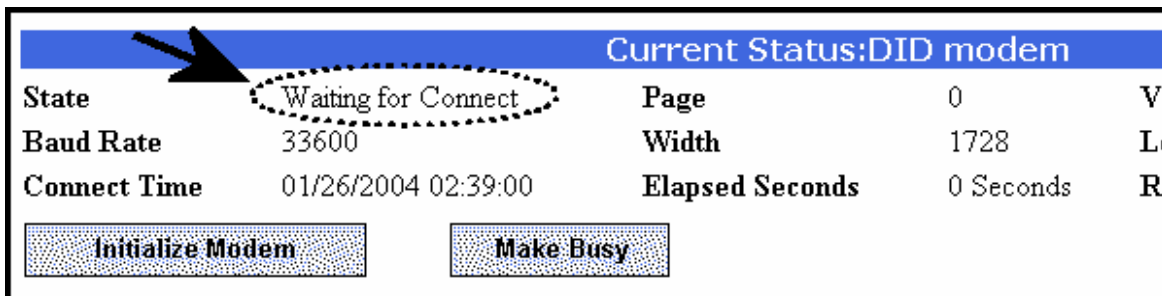 Current Status:DID modem
State Waiting for Connect Page 0 V
Baud Rate 33600 Width 1728
Connect Time 01/26/2004 02:39:00 Elapsed Seconds 0 Seconds R
Initialize Modem Make Busy